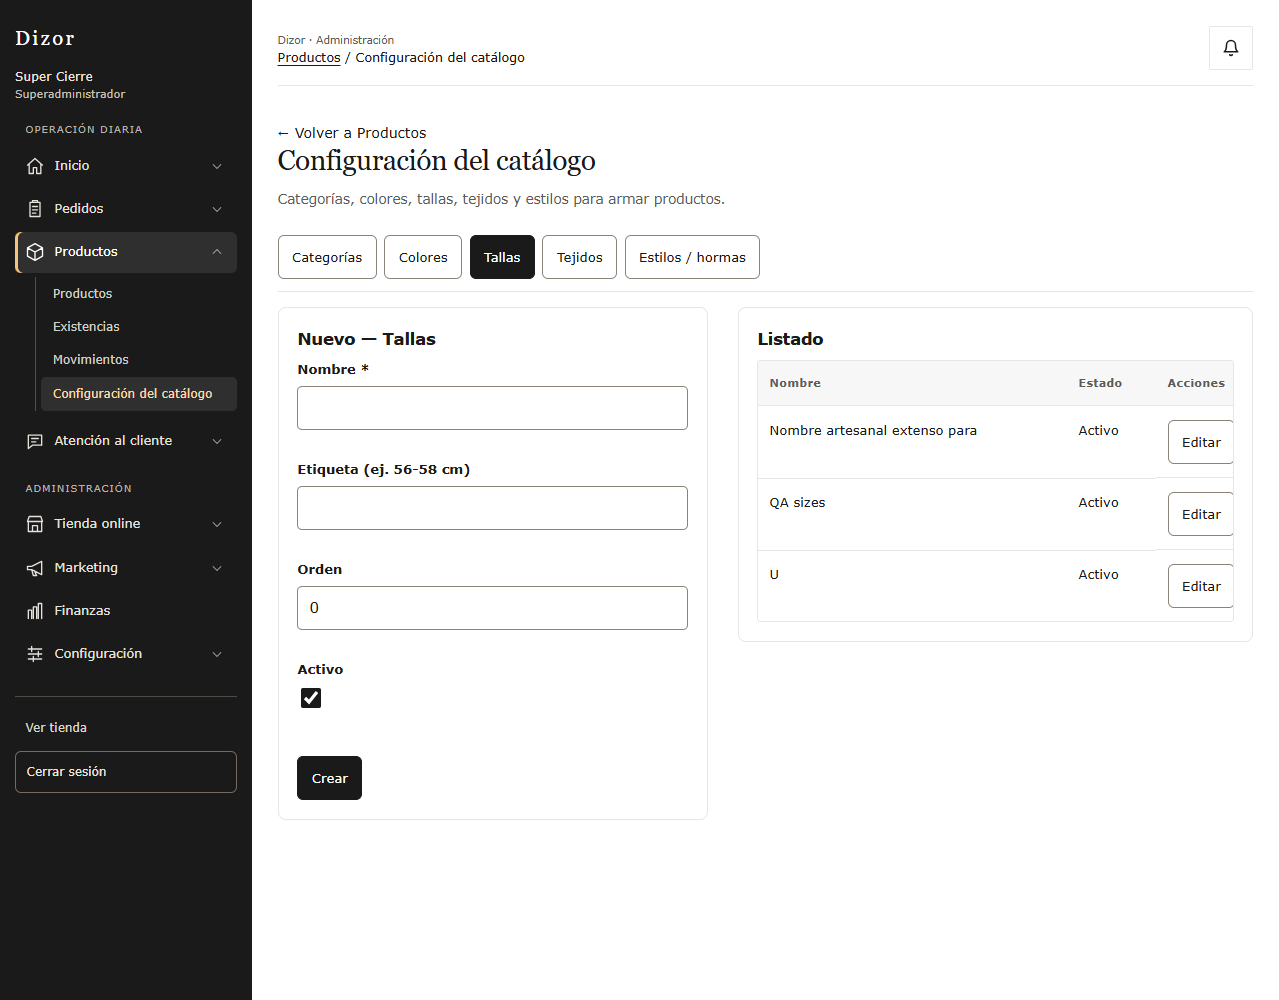 Dizor
Super Cierre
Superadministrador
OPERACIÓN DIARIA
Inicio
Pedidos
Productos
Productos
Existencias
Movimientos
Configuración del catálogo
Atención al cliente
ADMINISTRACIÓN
Tienda online
Marketing
Finanzas
Configuración
Ver tienda
Cerrar sesión
Dizor · Administración
Productos / Configuración del catálogo
← Volver a Productos
Configuración del catálogo
Categorías, colores, tallas, tejidos y estilos para armar productos.
Categorías Colores Tallas Tejidos Estilos / hormas
Nuevo — Tallas
Nombre *
Etiqueta (ej. 56-58 cm)
Orden
0
Activo
Crear
Listado
Nombre Estado Acciones
Nombre artesanal extenso para Activo Editar
QA sizes Activo Editar
U Activo Editar